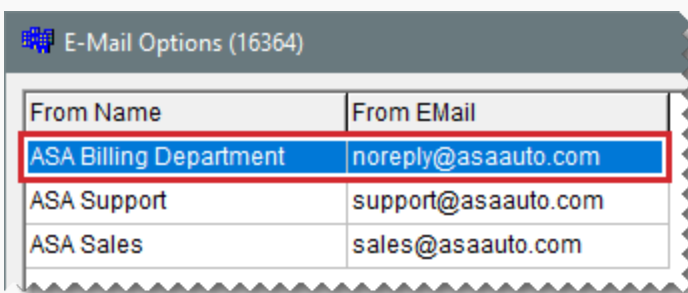 E-Mail Options (16364)
From Name From EMail
ASA Billing Department noreply@asaauto.com
ASA Support support@asaauto.com
ASA Sales sales@asaauto.com